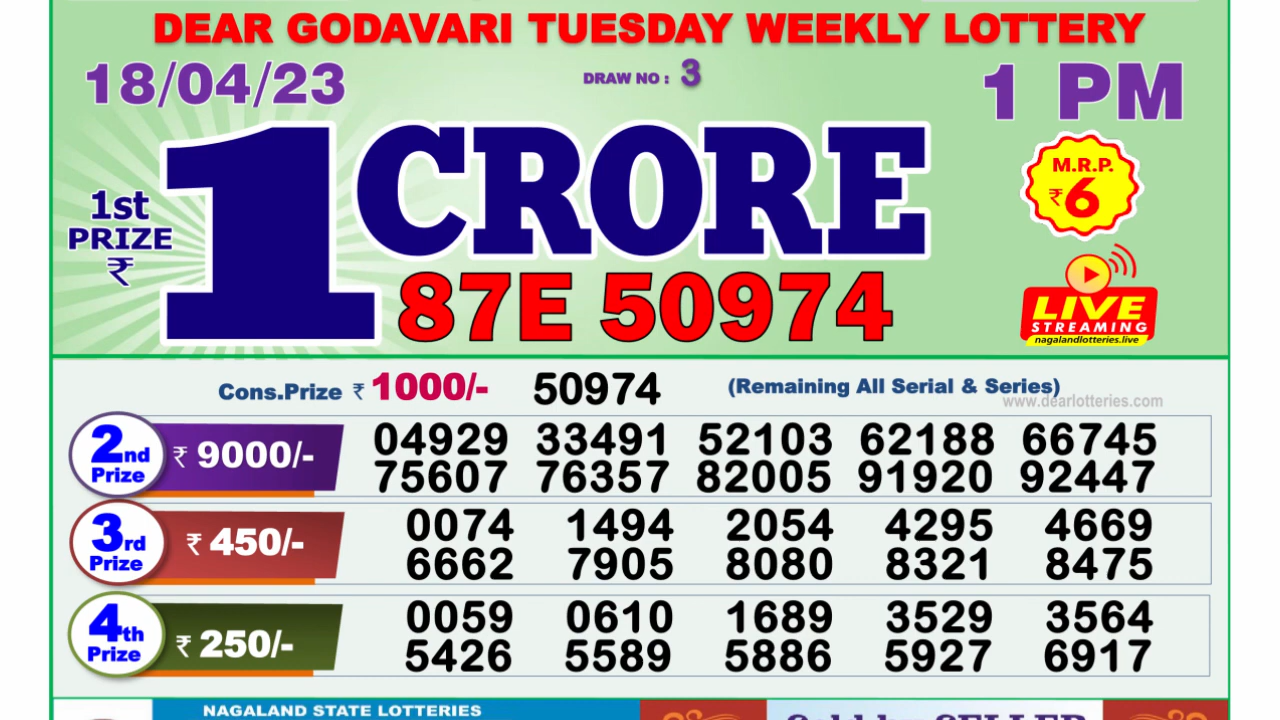 DEAR GODAVARI TUESDAY WEEKLY LOTTERY
18/04/23 DRAW NO : 3 1 PM
1st PRIZE ₹ 1 CRORE
M.R.P. ₹6
87E 50974
LIVE
STREAMING
nagalandlotteries.live
Cons.Prize ₹ 1000/- 50974 (Remaining All Serial & Series)
www.dearlotteries.com
2nd Prize ₹ 9000/-
04929 33491 52103 62188 66745
75607 76357 82005 91920 92447
3rd Prize ₹ 450/-
0074 1494 2054 4295 4669
6662 7905 8080 8321 8475
4th Prize ₹ 250/-
0059 0610 1689 3529 3564
5426 5589 5886 5927 6917
NAGALAND STATE LOTTERIES